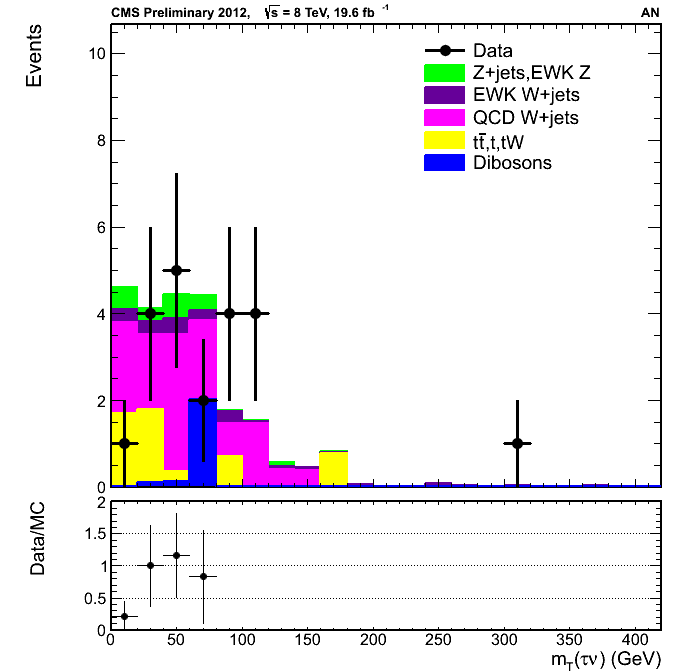 CMS Preliminary 2012, √s = 8 TeV, 19.6 fb⁻¹ AN
Events
10
8
6
4
2
0
Data
Z+jets,EWK Z
EWK W+jets
QCD W+jets
tt̅,t,tW
Dibosons
Data/MC
2
1.5
1
0.5
0
0 50 100 150 200 250 300 350 400
m_T(τν) (GeV)